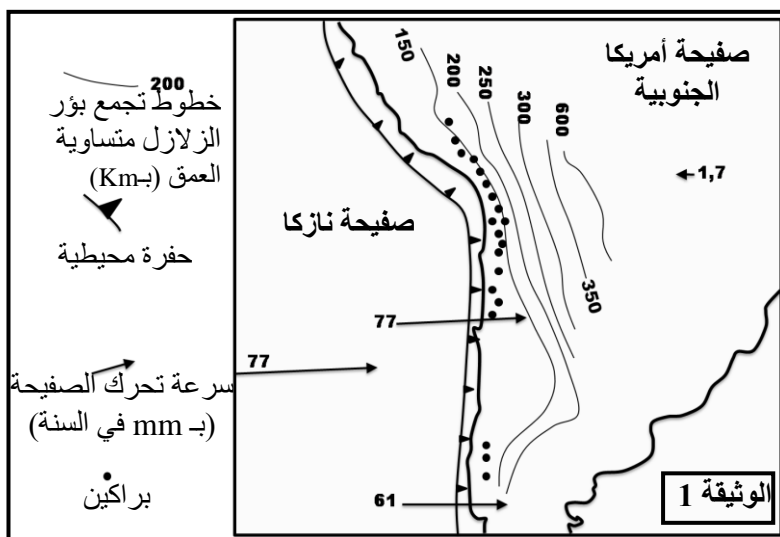 200
خطوط تجمع بؤر
الزلازل متساوية
العمق (بـKm)
حفرة محيطية
77
سرعة تحرك الصفيحة
(بـ mm في السنة)
براكين
صفيحة أمريكا
الجنوبية
150
200
250
300
600
350
1,7
صفيحة نازكا
77
61
الوثيقة 1